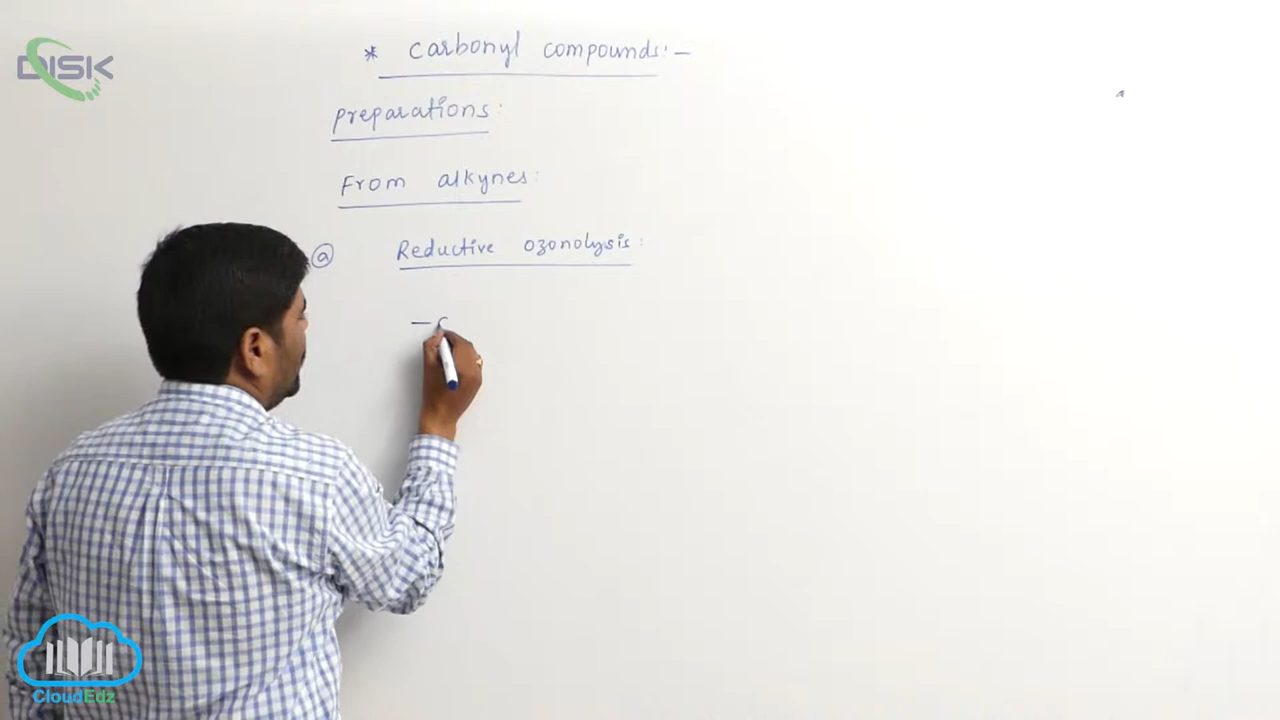 DISK
* Carbonyl compounds:-
preparations:
From alkynes:
ⓐ Reductive ozonolysis:
-C
CloudEdz